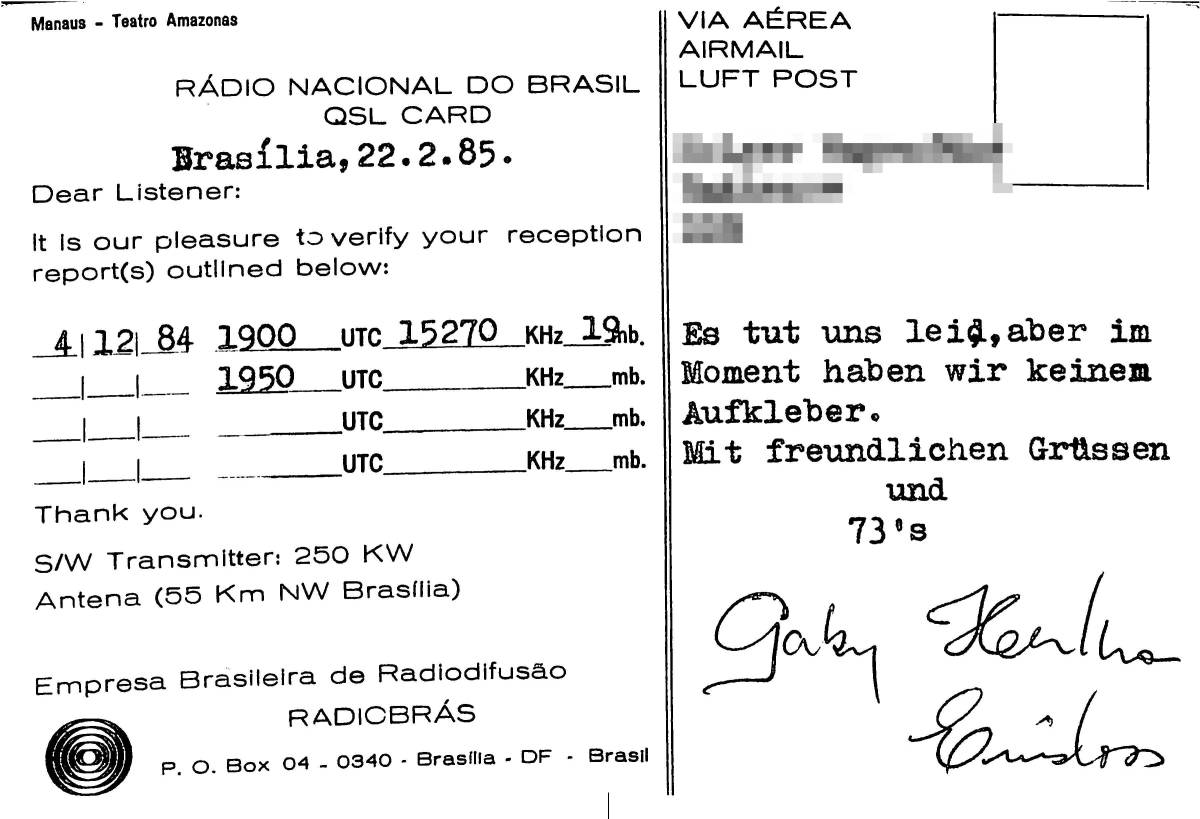 Manaus - Teatro Amazonas
RÁDIO NACIONAL DO BRASIL
QSL CARD
Brasília, 22.2.85.
Dear Listener:
It is our pleasure to verify your reception
report(s) outlined below:
4 | 12 | 84 1900 UTC 15270 KHz 19mb.
| | 1950 UTC KHz mb.
| | UTC KHz mb.
| | UTC KHz mb.
Thank you.
S/W Transmitter: 250 KW
Antena (55 Km NW Brasília)
Empresa Brasileira de Radiodifusão
RADIOBRÁS
P. O. Box 04 - 0340 - Brasília - DF - Brasil
VIA AÉREA
AIRMAIL
LUFT POST
Es tut uns leid,aber im
Moment haben wir keinem
Aufkleber.
Mit freundlichen Grüssen
und
73's
Gaby